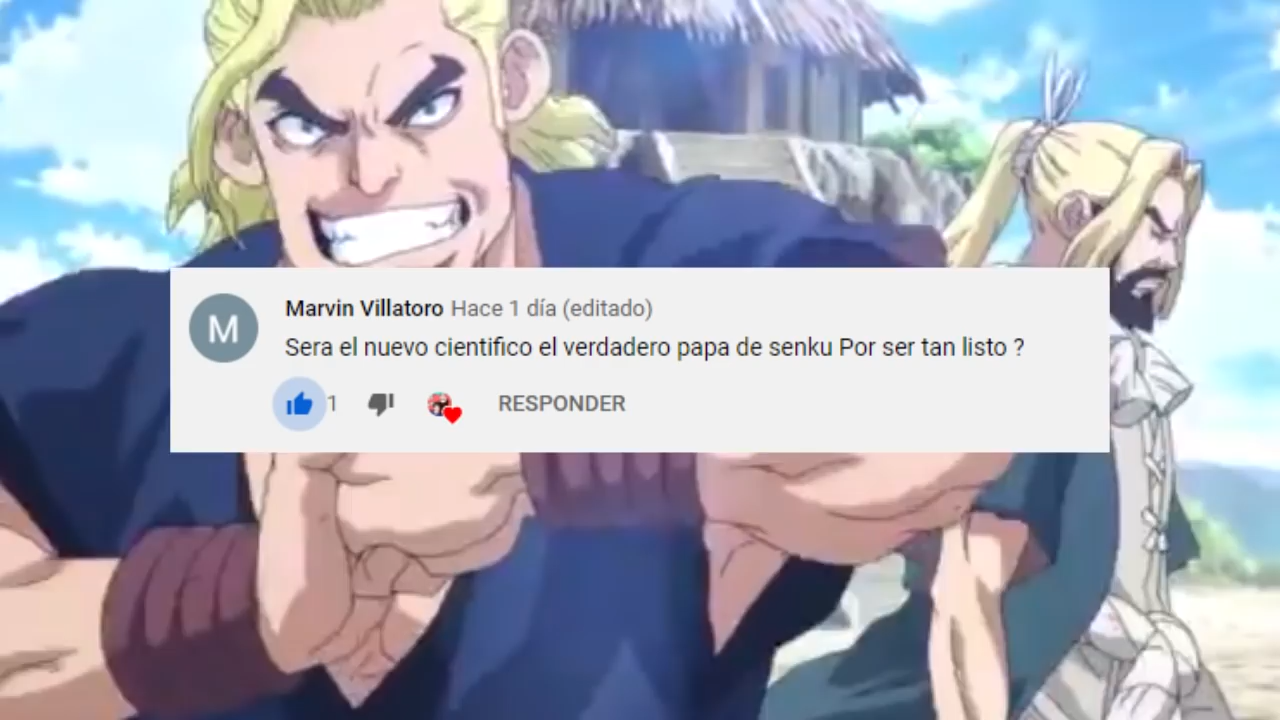 M
Marvin Villatoro Hace 1 día (editado)
Sera el nuevo cientifico el verdadero papa de senku Por ser tan listo ?
1
RESPONDER